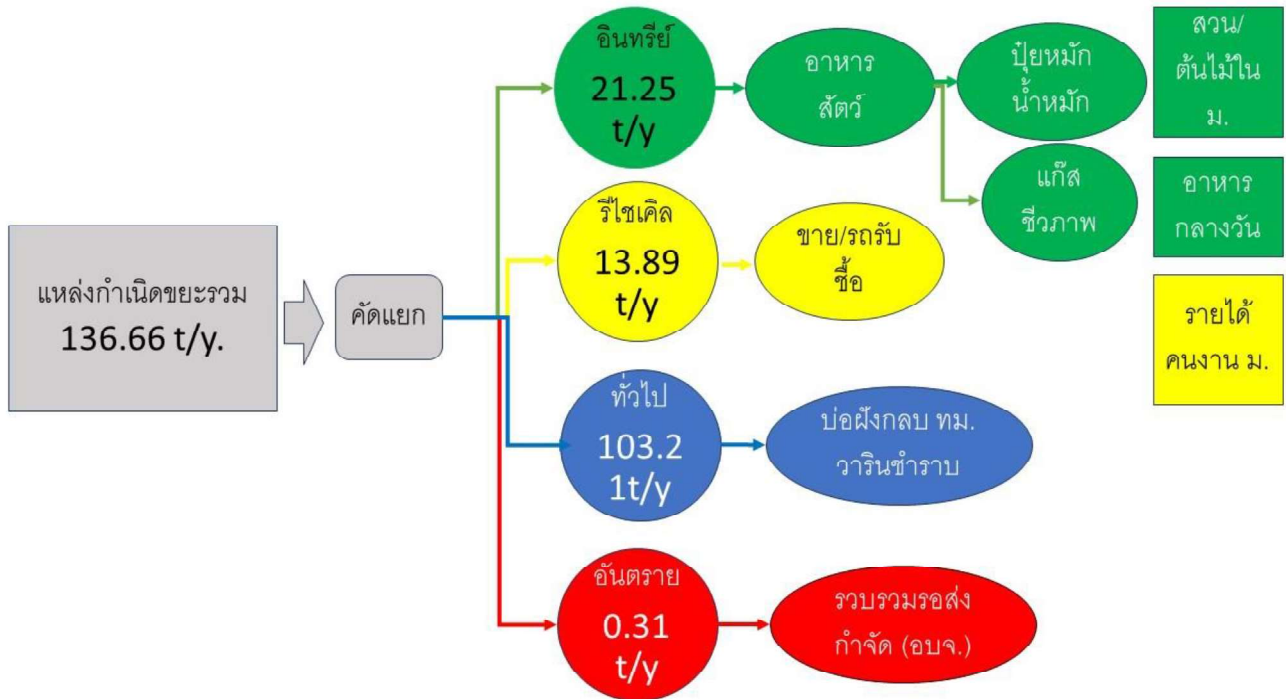 แหล่งกำเนิดขยะรวม
136.66 t/y.
คัดแยก
อินทรีย์
21.25
t/y
อาหาร
สัตว์
ปุ๋ยหมัก
น้ำหมัก
แก๊ส
ชีวภาพ
สวน/
ต้นไม้ใน
ม.
อาหาร
กลางวัน
รีไซเคิล
13.89
t/y
ขาย/รถรับ
ซื้อ
รายได้
คนงาน ม.
ทั่วไป
103.2
1t/y
บ่อฝังกลบ ทม.
วารินชำราบ
อันตราย
0.31
t/y
รวบรวมรอส่ง
กำจัด (อบจ.)